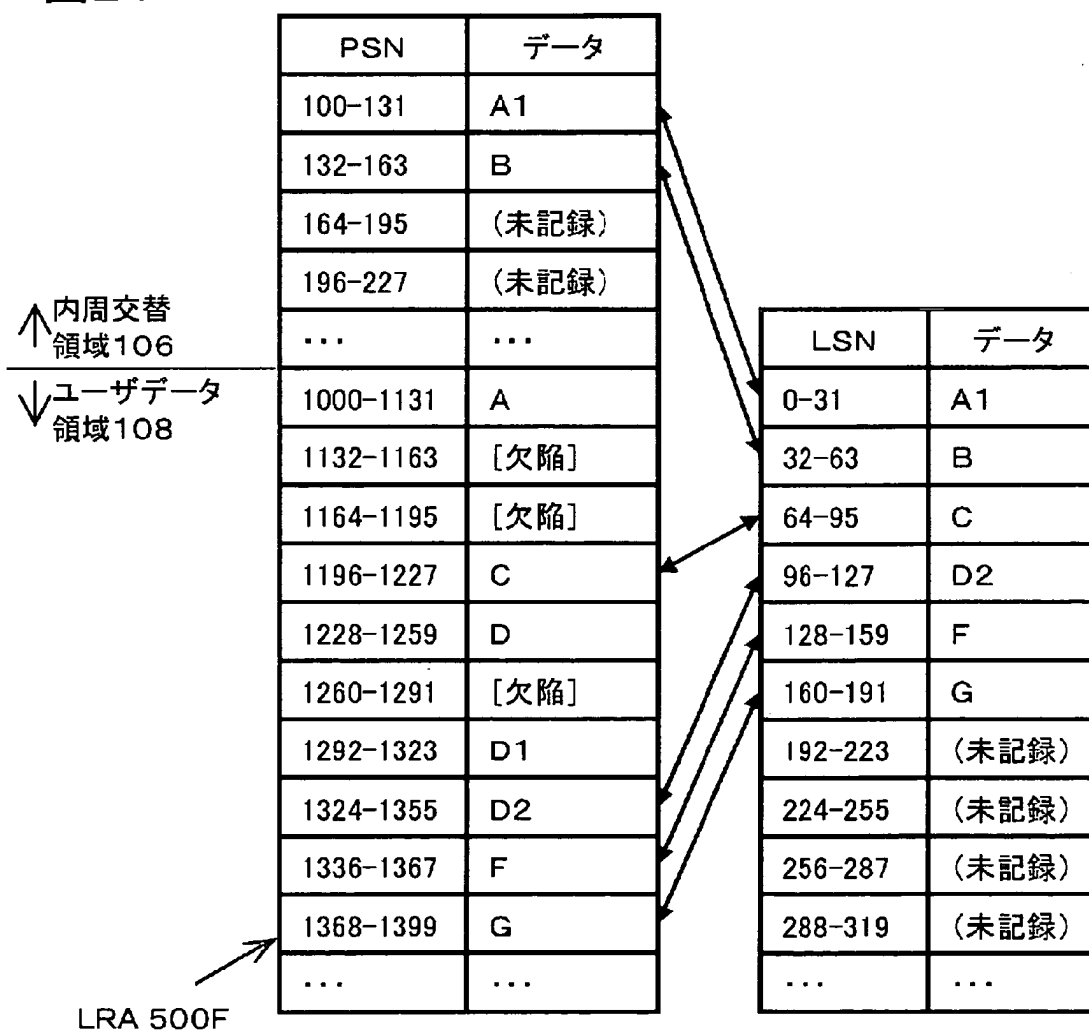 PSN データ
100-131 A1
132-163 B
164-195 (未記録)
196-227 (未記録)
... ...
1000-1131 A
1132-1163 [欠陥]
1164-1195 [欠陥]
1196-1227 C
1228-1259 D
1260-1291 [欠陥]
1292-1323 D1
1324-1355 D2
1336-1367 F
1368-1399 G
... ...
内周交替
領域106
ユーザデータ
領域108
LRA 500F
LSN データ
0-31 A1
32-63 B
64-95 C
96-127 D2
128-159 F
160-191 G
192-223 (未記録)
224-255 (未記録)
256-287 (未記録)
288-319 (未記録)
... ...